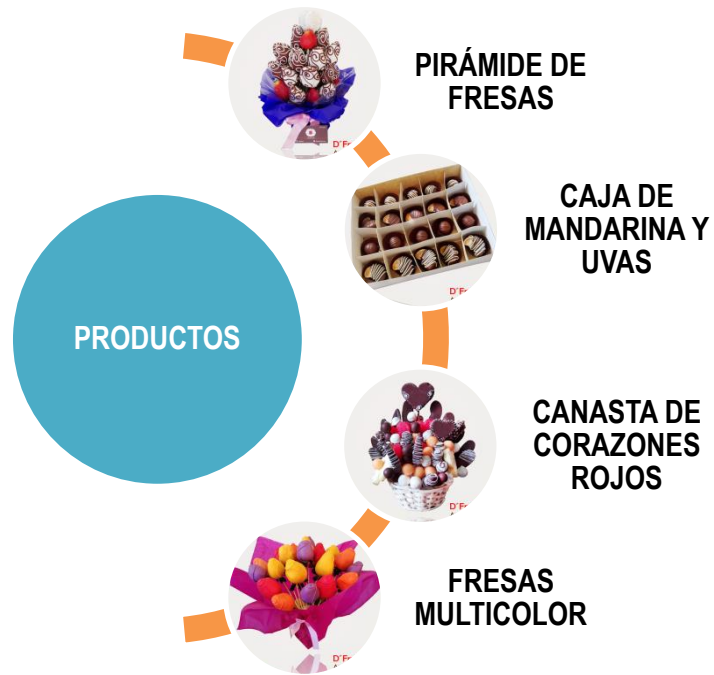 PIRÁMIDE DE
FRESAS
CAJA DE
MANDARINA Y
UVAS
PRODUCTOS
CANASTA DE
CORAZONES
ROJOS
FRESAS
MULTICOLOR